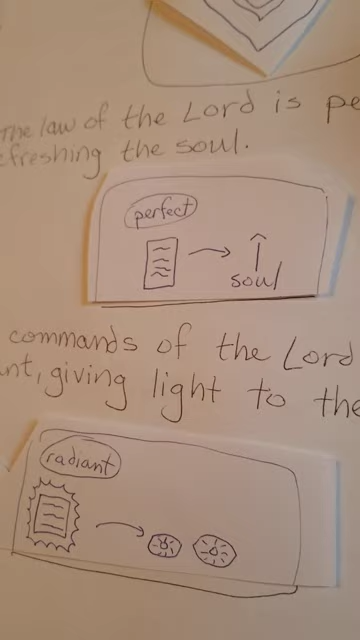 The law of the Lord is pe
efreshing the soul.
perfect
soul
commands of the Lord
nt, giving light to the
radiant